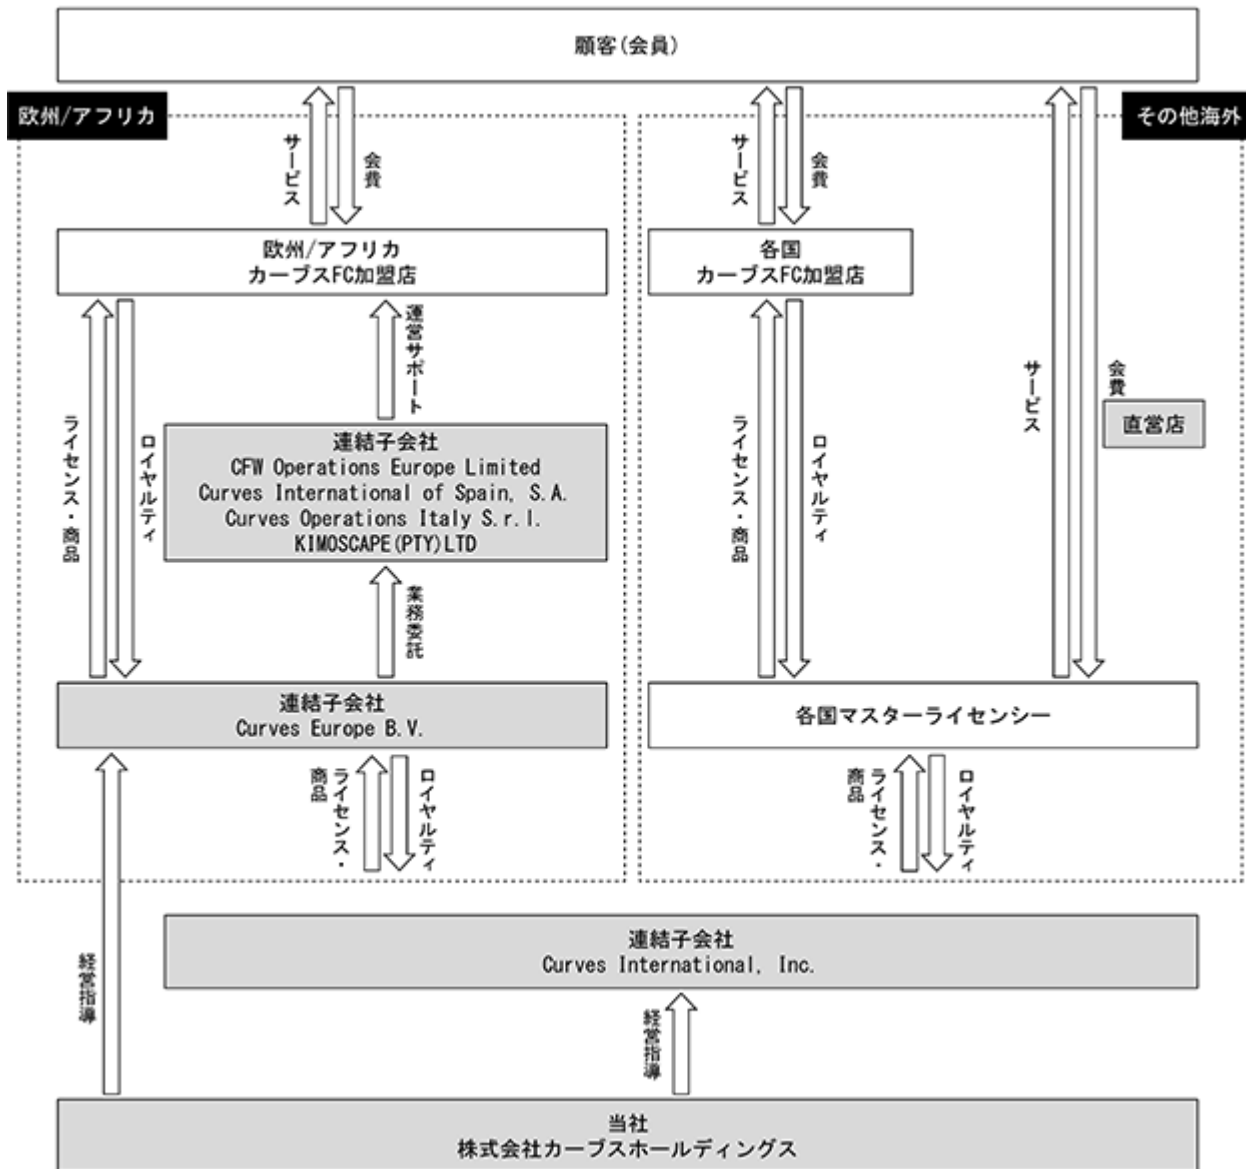 顧客(会員)
欧州/アフリカ
その他海外
サービス
会費
サービス
会費
欧州/アフリカ
カーブスFC加盟店
各国
カーブスFC加盟店
運営サポート
サービス
会費
直営店
ライセンス・商品
ロイヤルティ
連結子会社
CFW Operations Europe Limited
Curves International of Spain, S.A.
Curves Operations Italy S.r.l.
KIMOSCAPE(PTY)LTD
ライセンス・商品
ロイヤルティ
業務委託
連結子会社
Curves Europe B.V.
各国マスターライセンシー
ライセンス・
商品
ロイヤルティ
ライセンス・
商品
ロイヤルティ
連結子会社
Curves International, Inc.
経営指導
経営指導
当社
株式会社カーブスホールディングス